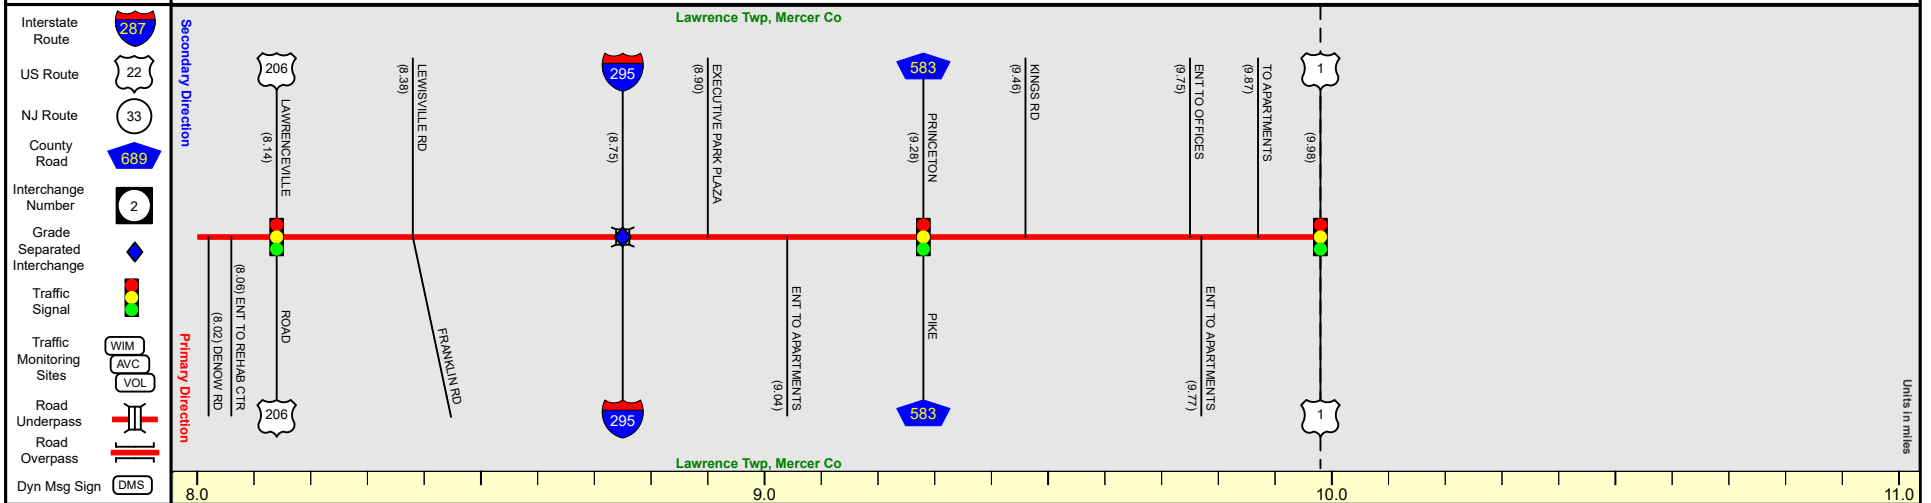 Interstate
Route
287
US Route
22
NJ Route
33
County
Road
689
Interchange
Number
2
Grade
Separated
Interchange
Traffic
Signal
Traffic
Monitoring
Sites
WIM
AVC
VOL
Road
Underpass
Road
Overpass
Dyn Msg Sign
DMS
Secondary Direction
Primary Direction
Lawrence Twp, Mercer Co
206
LAWRENCEVILLE
(8.14)
LEWISVILLE RD
(8.38)
295
(8.75)
EXECUTIVE PARK PLAZA
(8.90)
583
PRINCETON
(9.28)
KINGS RD
(9.46)
ENT TO OFFICES
(9.75)
TO APARTMENTS
(9.87)
1
(9.98)
(8.02) DENOW RD
(8.06) ENT TO REHAB CTR
ROAD
206
FRANKLIN RD
295
ENT TO APARTMENTS
(9.04)
PIKE
583
ENT TO APARTMENTS
(9.77)
1
Units in miles
Lawrence Twp, Mercer Co
8.0
9.0
10.0
11.0